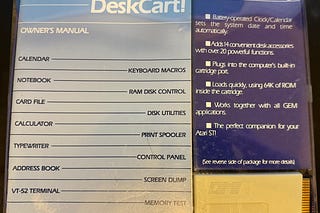 DeskCart!
OWNER'S MANUAL
CALENDAR
KEYBOARD MACROS
NOTEBOOK
RAM DISK CONTROL
CARD FILE
DISK UTILITIES
CALCULATOR
PRINT SPOOLER
TYPEWRITER
CONTROL PANEL
ADDRESS BOOK
SCREEN DUMP
VT-52 TERMINAL
MEMORY TEST
Battery-operated Clock/Calendar
sets the system date and time
automatically.
Adds 14 convenient desk accessories
with over 20 powerful functions.
Plugs into the computer's built-in
cartridge port.
Loads quickly, using 64K of ROM
inside the cartridge.
Works together with all GEM
applications.
The perfect companion for your
Atari ST!
(See reverse side of package for more details)